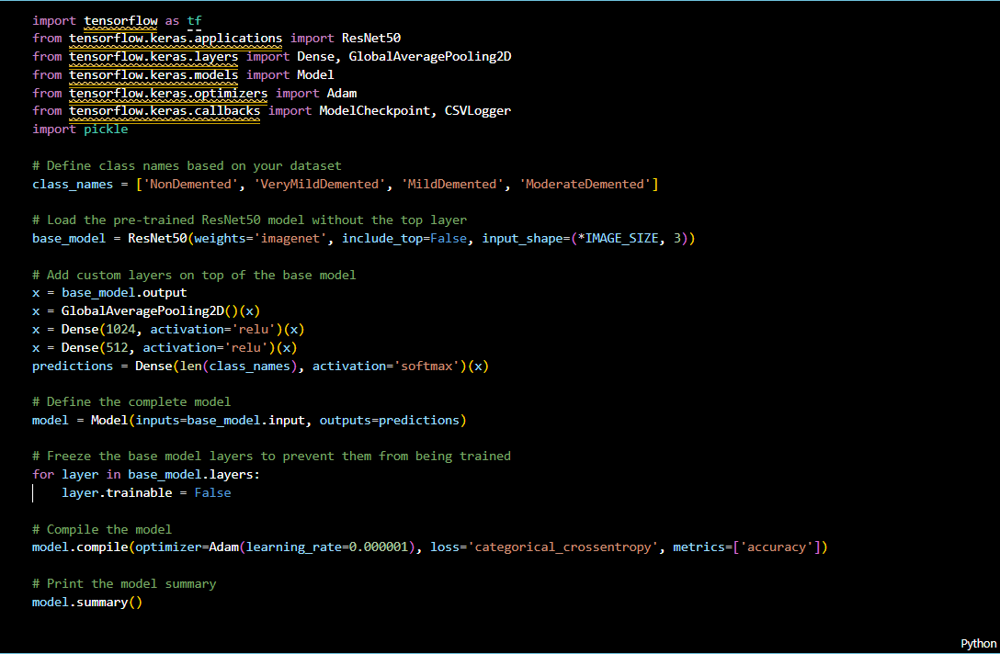 import tensorflow as tf
from tensorflow.keras.applications import ResNet50
from tensorflow.keras.layers import Dense, GlobalAveragePooling2D
from tensorflow.keras.models import Model
from tensorflow.keras.optimizers import Adam
from tensorflow.keras.callbacks import ModelCheckpoint, CSVLogger
import pickle

# Define class names based on your dataset
class_names = ['NonDemented', 'VeryMildDemented', 'MildDemented', 'ModerateDemented']

# Load the pre-trained ResNet50 model without the top layer
base_model = ResNet50(weights='imagenet', include_top=False, input_shape=(*IMAGE_SIZE, 3))

# Add custom layers on top of the base model
x = base_model.output
x = GlobalAveragePooling2D()(x)
x = Dense(1024, activation='relu')(x)
x = Dense(512, activation='relu')(x)
predictions = Dense(len(class_names), activation='softmax')(x)

# Define the complete model
model = Model(inputs=base_model.input, outputs=predictions)

# Freeze the base model layers to prevent them from being trained
for layer in base_model.layers:
    layer.trainable = False

# Compile the model
model.compile(optimizer=Adam(learning_rate=0.000001), loss='categorical_crossentropy', metrics=['accuracy'])

# Print the model summary
model.summary()
Python